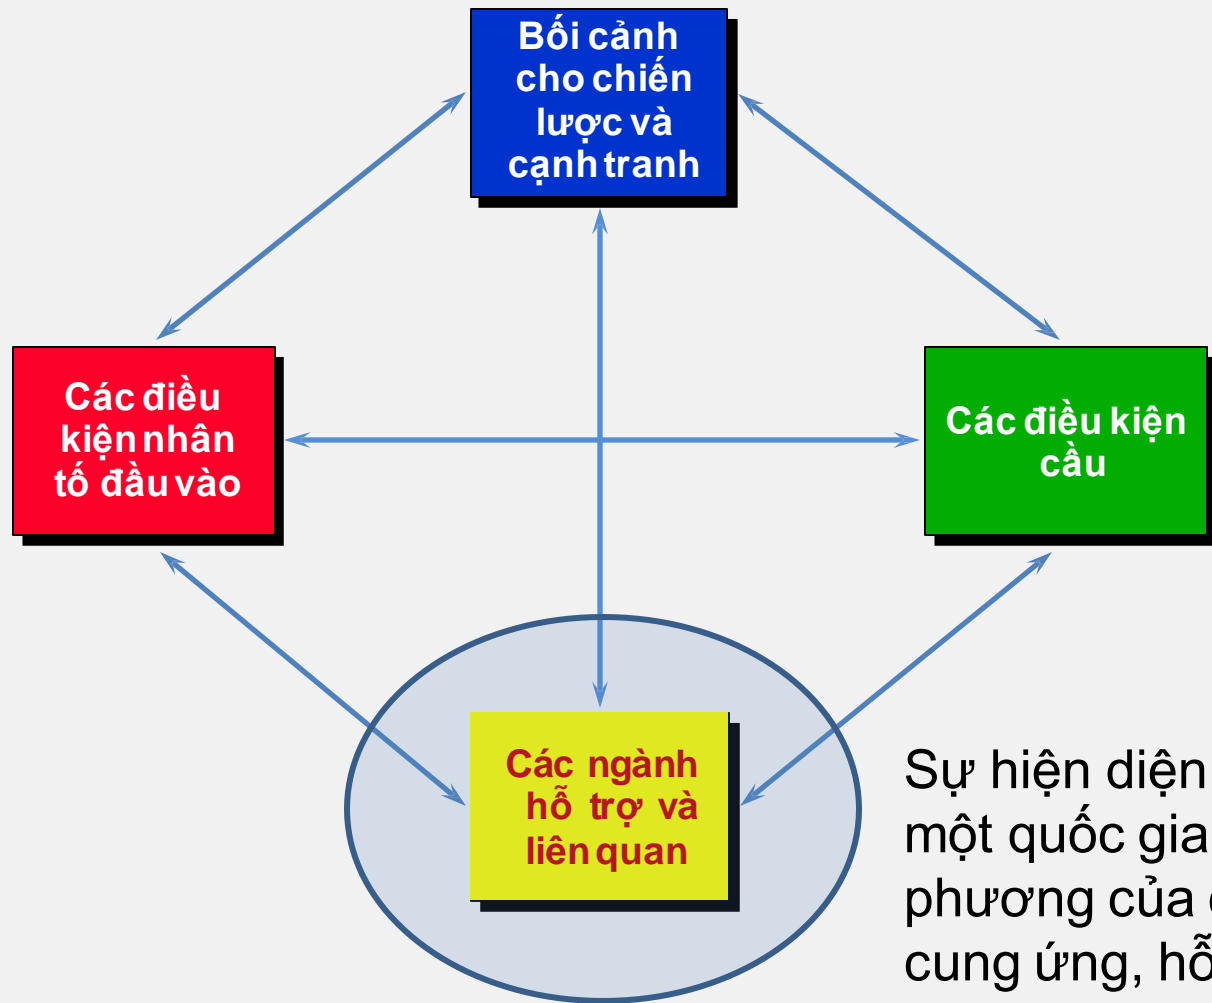 Bối cảnh
cho chiến
lược và
cạnh tranh
Các điều
kiện nhân
tố đầu vào
Các điều kiện
cầu
Các ngành
hỗ trợ và
liên quan
Sự hiện diện
một quốc gia
phương của
cung ứng, hỗ